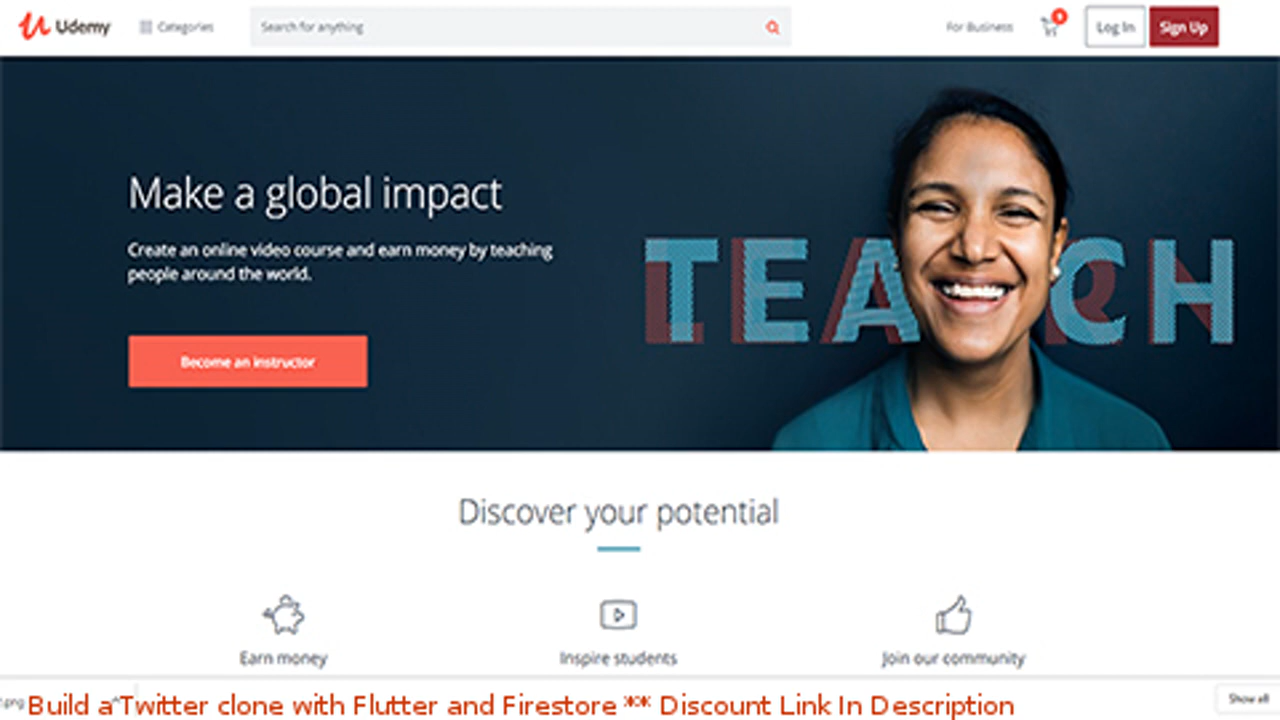 Udemy
Categories
Search for anything
For Business
Log In
Sign Up
Make a global impact
Create an online video course and earn money by teaching
people around the world.
Become an instructor
TEACH
Discover your potential
Earn money
Inspire students
Join our community
.png
Build a Twitter clone with Flutter and Firestore ** Discount Link In Description
Show all